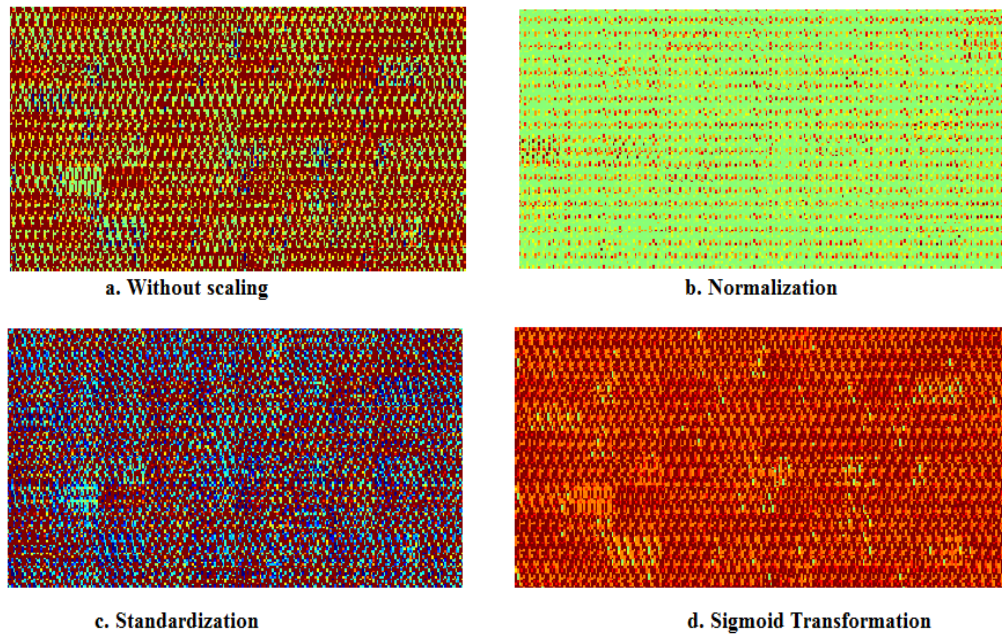 a. Without scaling
b. Normalization
c. Standardization
d. Sigmoid Transformation